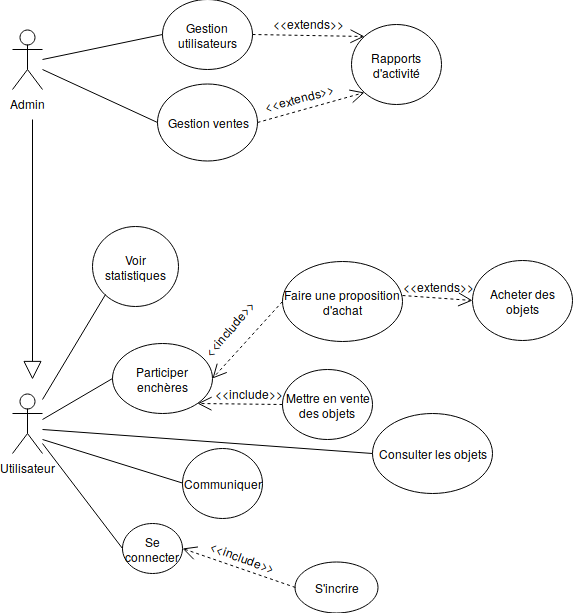 Gestion
utilisateurs
<<extends>>
Rapports
d'activité
Admin
<<extends>>
Gestion ventes
Voir
statistiques
Faire une proposition
d'achat
<<extends>>
Acheter des
objets
<<include>>
Participer
enchères
<<include>>
Mettre en vente
des objets
Utilisateur
Consulter les objets
Communiquer
Se
connecter
<<include>>
S'incrire